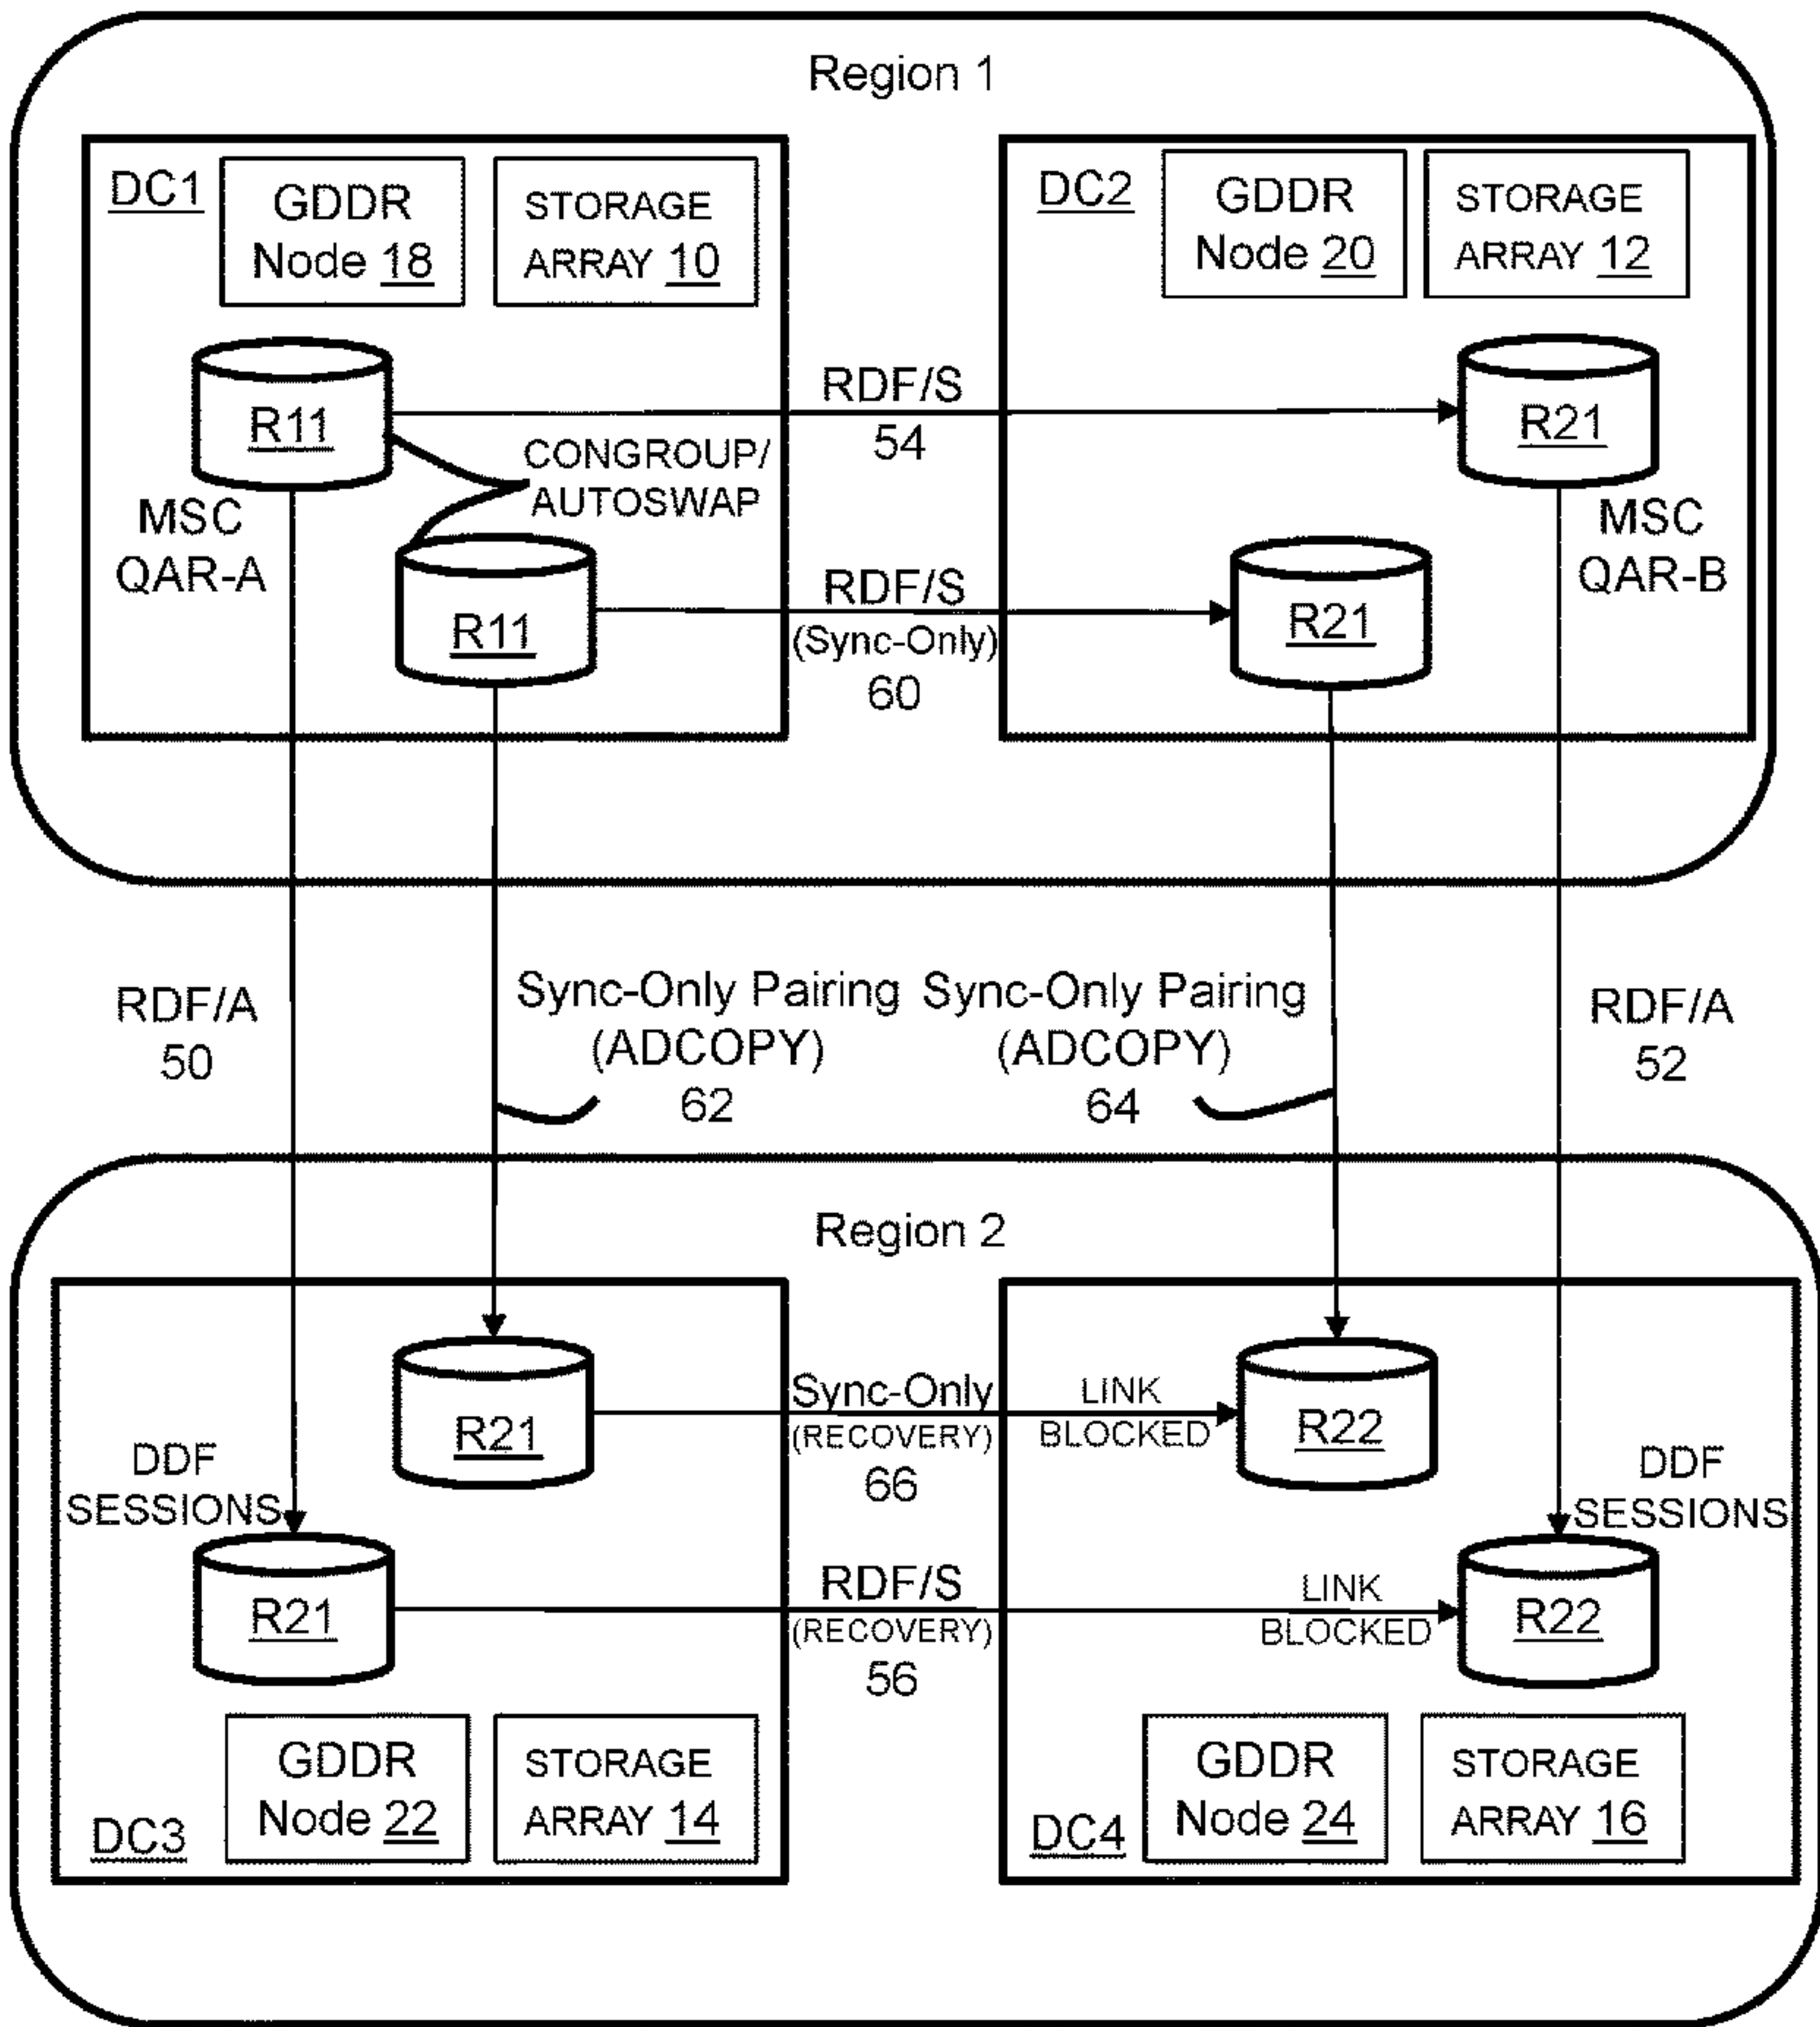 Region 1
DC1
GDDR
Node 18
STORAGE
ARRAY 10
DC2
GDDR
Node 20
STORAGE
ARRAY 12
R11
RDF/S
54
R21
CONGROUP/
AUTOSWAP
MSC
QAR-A
MSC
QAR-B
R11
RDF/S
(Sync-Only)
60
R21
RDF/A
50
Sync-Only Pairing
(ADCOPY)
62
Sync-Only Pairing
(ADCOPY)
64
RDF/A
52
Region 2
R21
Sync-Only
(RECOVERY)
66
LINK
BLOCKED
R22
DDF
SESSIONS
DDF
SESSIONS
R21
RDF/S
(RECOVERY)
56
LINK
BLOCKED
R22
DC3
GDDR
Node 22
STORAGE
ARRAY 14
DC4
GDDR
Node 24
STORAGE
ARRAY 16